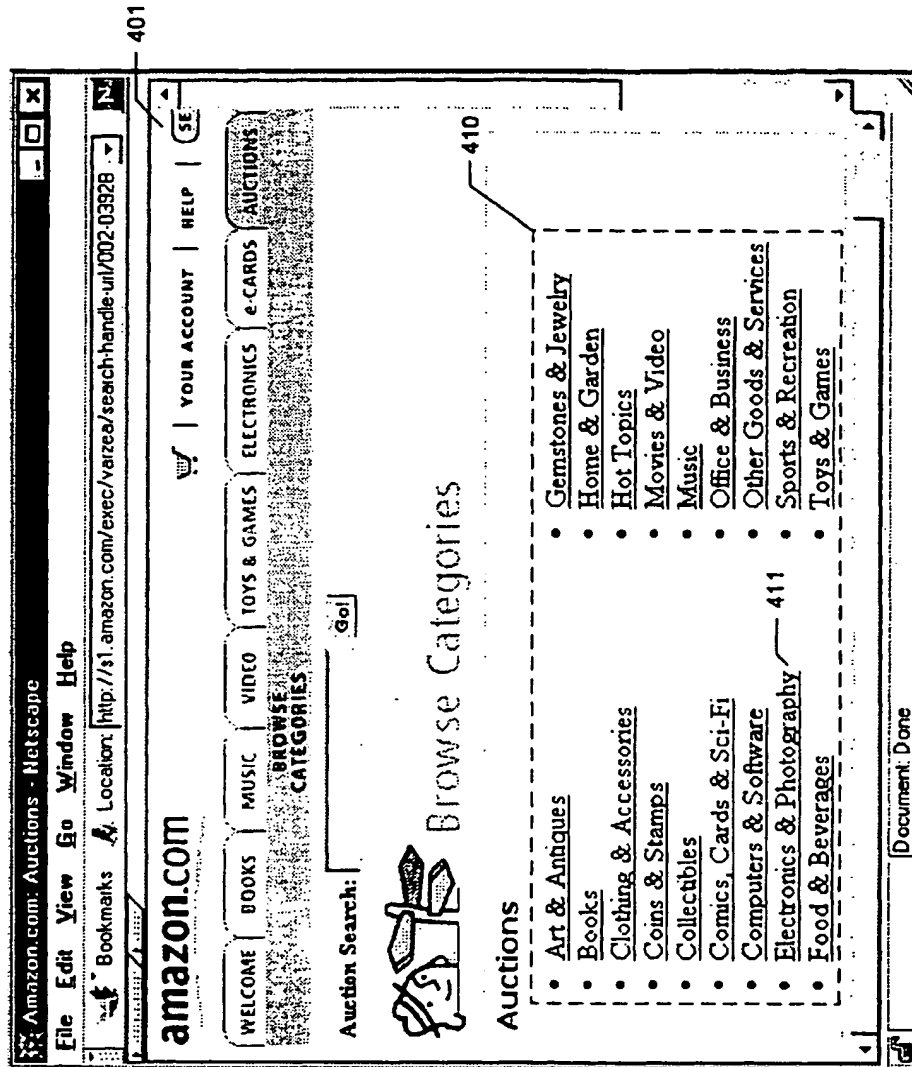 Amazon.com: Auctions - Netscape
File Edit View Go Window Help
Bookmarks Location: http://s1.amazon.com/exec/varzea/search-handle-url/002-03928
401
amazon.com
YOUR ACCOUNT | HELP | SE
WELCOME BOOKS MUSIC VIDEO TOYS & GAMES ELECTRONICS e-CARDS AUCTIONS
BROWSE
CATEGORIES
Auction Search: Go!
Browse Categories
Auctions
410
• Art & Antiques
• Books
• Clothing & Accessories
• Coins & Stamps
• Collectibles
• Comics, Cards & Sci-Fi
• Computers & Software
• Electronics & Photography
411
• Food & Beverages
• Gemstones & Jewelry
• Home & Garden
• Hot Topics
• Movies & Video
• Music
• Office & Business
• Other Goods & Services
• Sports & Recreation
• Toys & Games
Document: Done